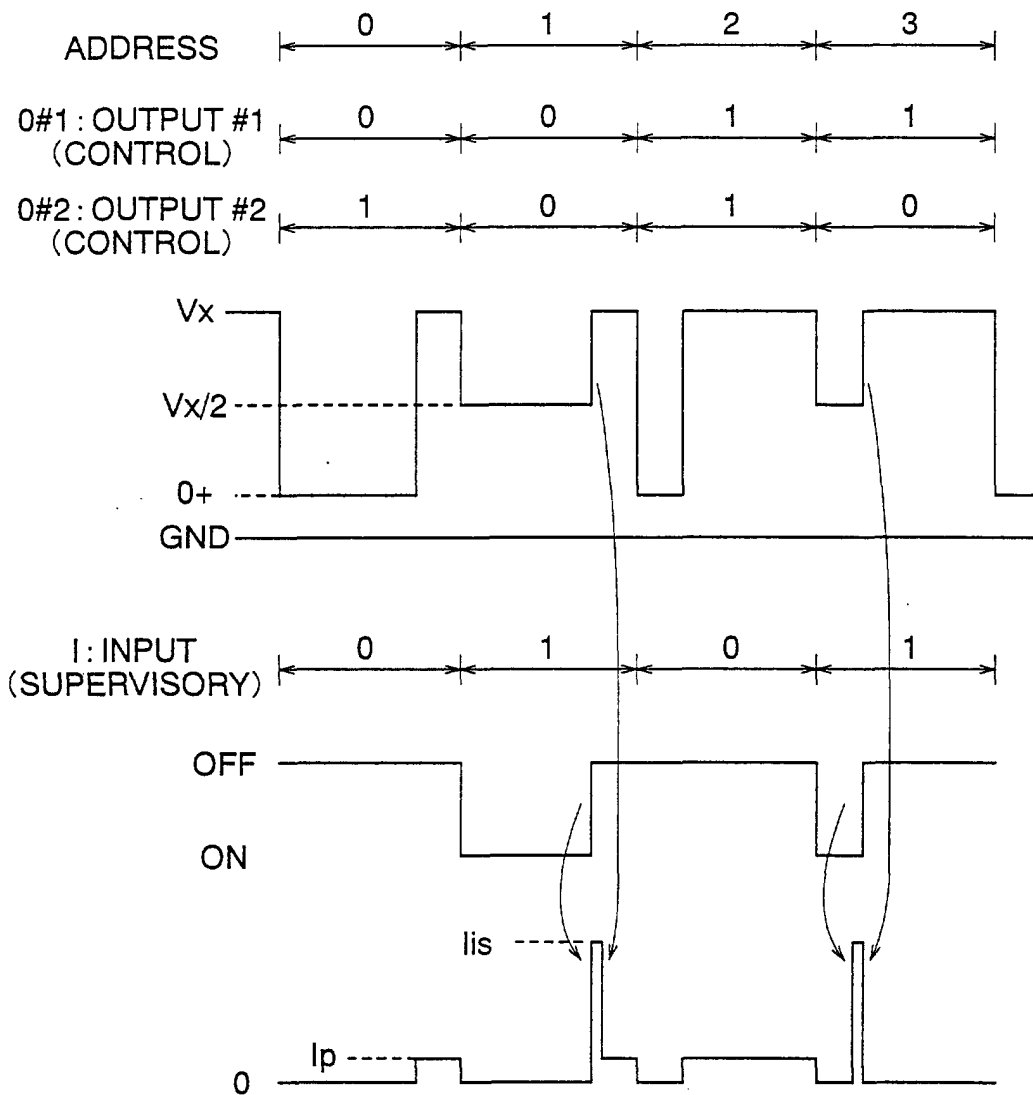 ADDRESS 0 1 2 3
0#1 : OUTPUT #1 0 0 1 1
(CONTROL)
0#2 : OUTPUT #2 1 0 1 0
(CONTROL)
Vx
Vx/2
0+
GND
I : INPUT 0 1 0 1
(SUPERVISORY)
OFF
ON
Iis
Ip
0